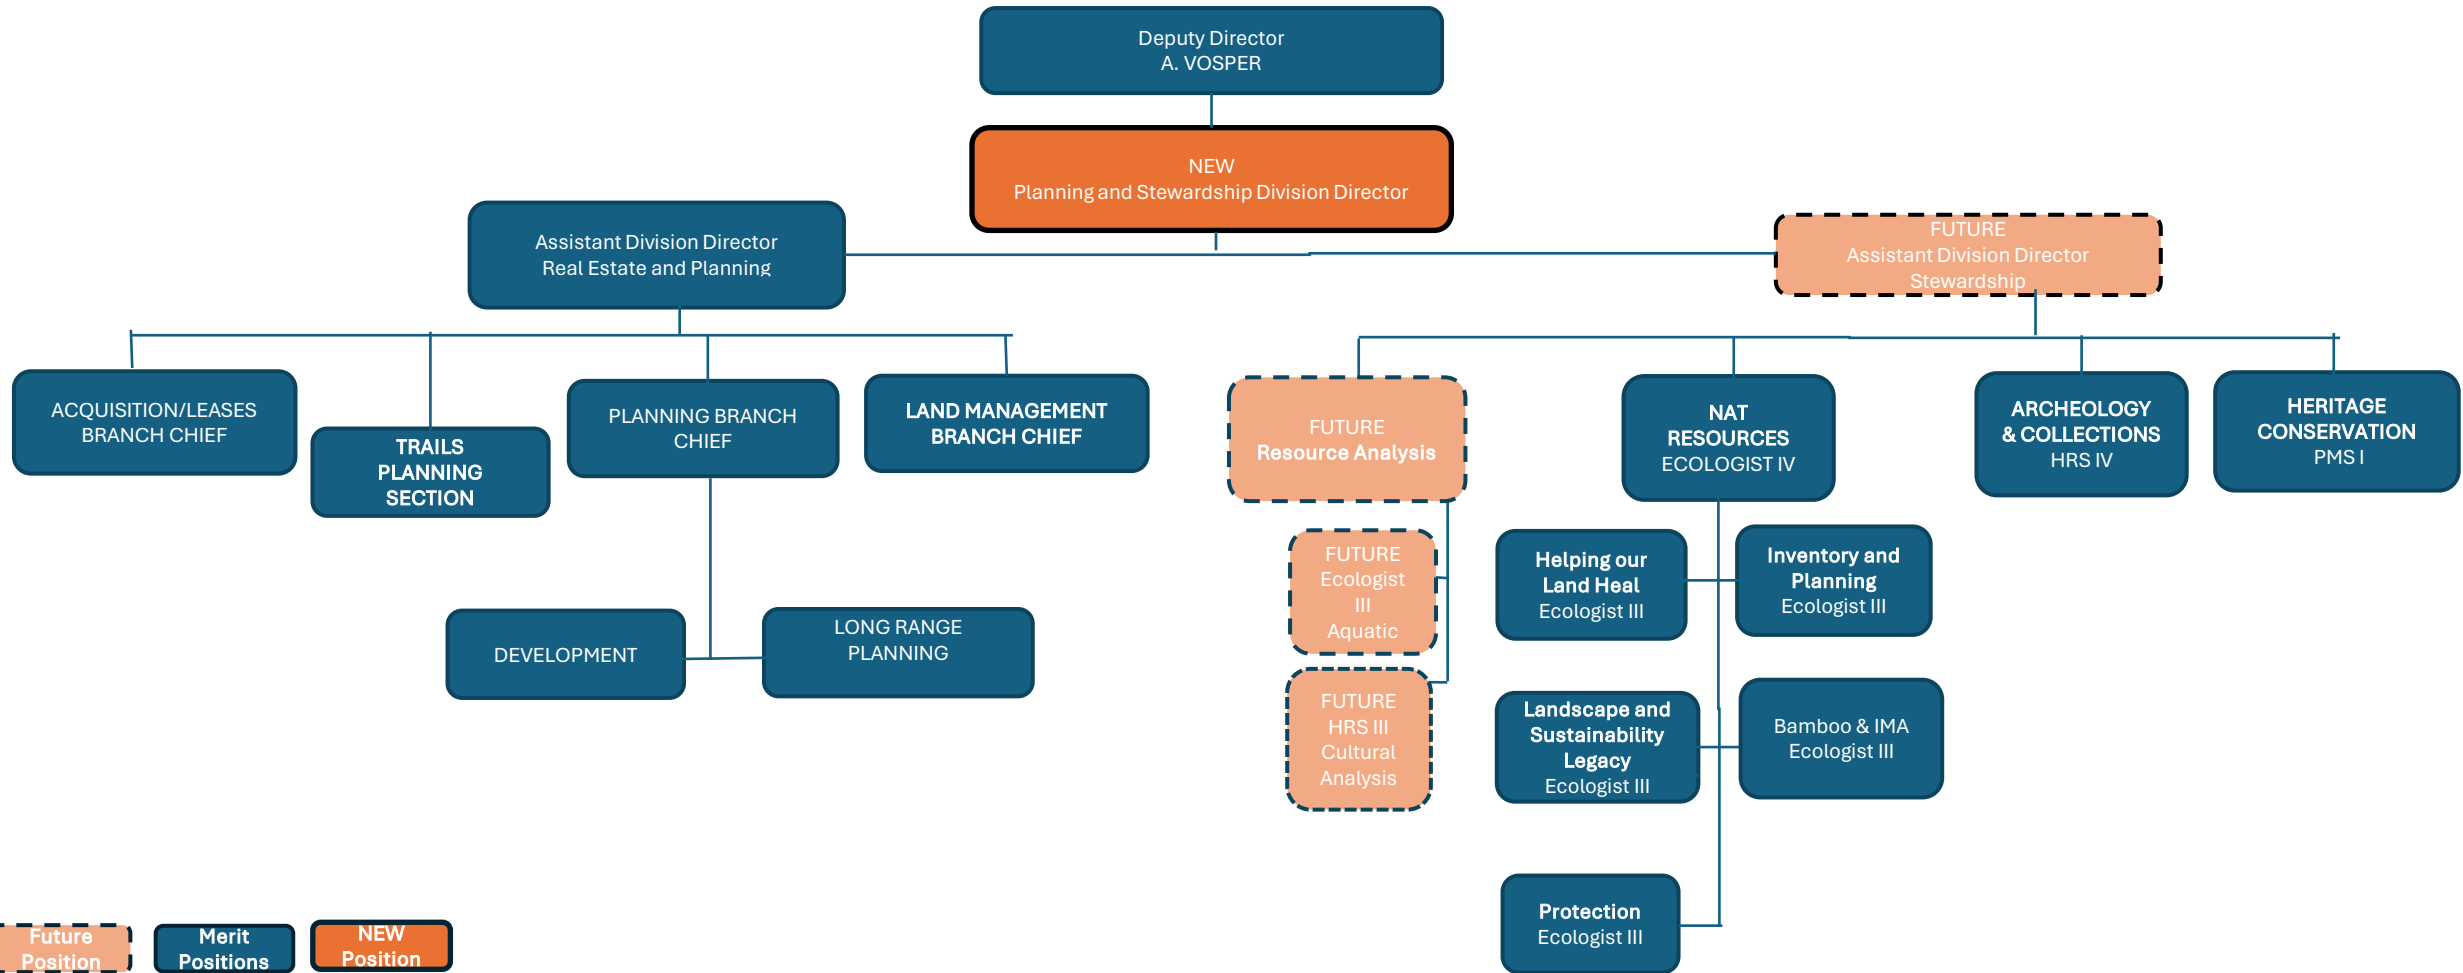 Deputy Director
A. VOSPER
NEW
Planning and Stewardship Division Director
Assistant Division Director
Real Estate and Planning
FUTURE
Assistant Division Director
Stewardship
ACQUISITION/LEASES
BRANCH CHIEF
TRAILS
PLANNING
SECTION
PLANNING BRANCH
CHIEF
LAND MANAGEMENT
BRANCH CHIEF
FUTURE
Resource Analysis
NAT
RESOURCES
ECOLOGIST IV
ARCHEOLOGY
& COLLECTIONS
HRS IV
HERITAGE
CONSERVATION
PMS I
DEVELOPMENT
LONG RANGE
PLANNING
FUTURE
Ecologist
III
Aquatic
FUTURE
HRS III
Cultural
Analysis
Helping our
Land Heal
Ecologist III
Inventory and
Planning
Ecologist III
Landscape and
Sustainability
Legacy
Ecologist III
Bamboo & IMA
Ecologist III
Protection
Ecologist III
Future
Position
Merit
Positions
NEW
Position